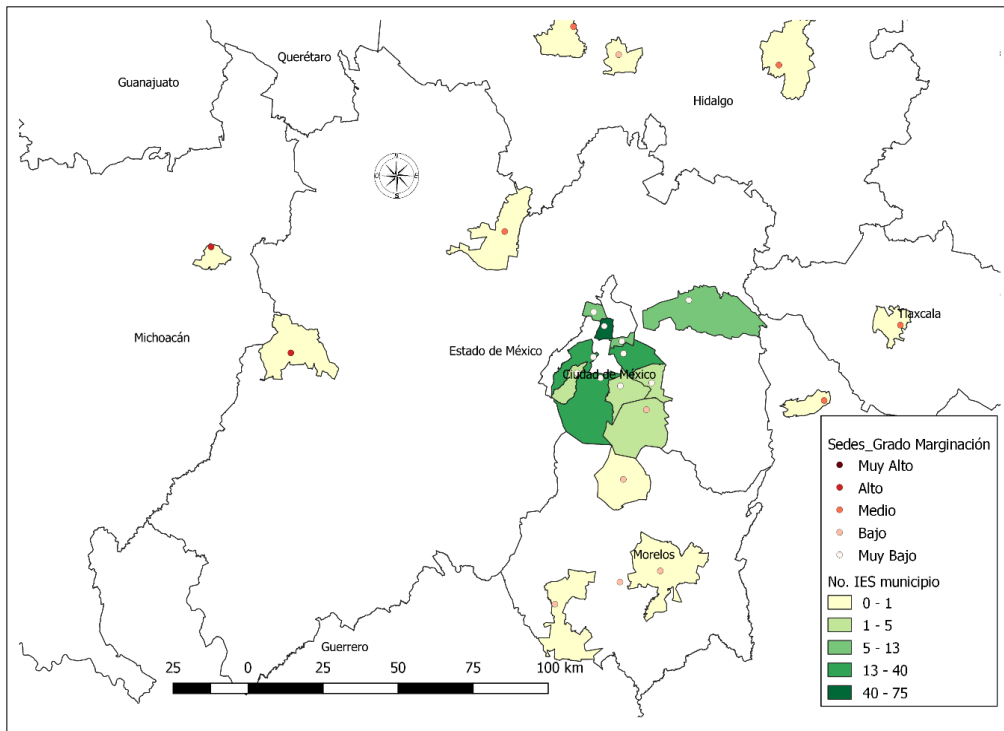 Querétaro
Guanajuato
Hidalgo
N
O
E
S
Tlaxcala
Michoacán
Estado de México
Ciudad de México
Morelos
Guerrero
25 0 25 50 75 100 km
Sedes_Grado Marginación
Muy Alto
Alto
Medio
Bajo
Muy Bajo
No. IES municipio
0 - 1
1 - 5
5 - 13
13 - 40
40 - 75